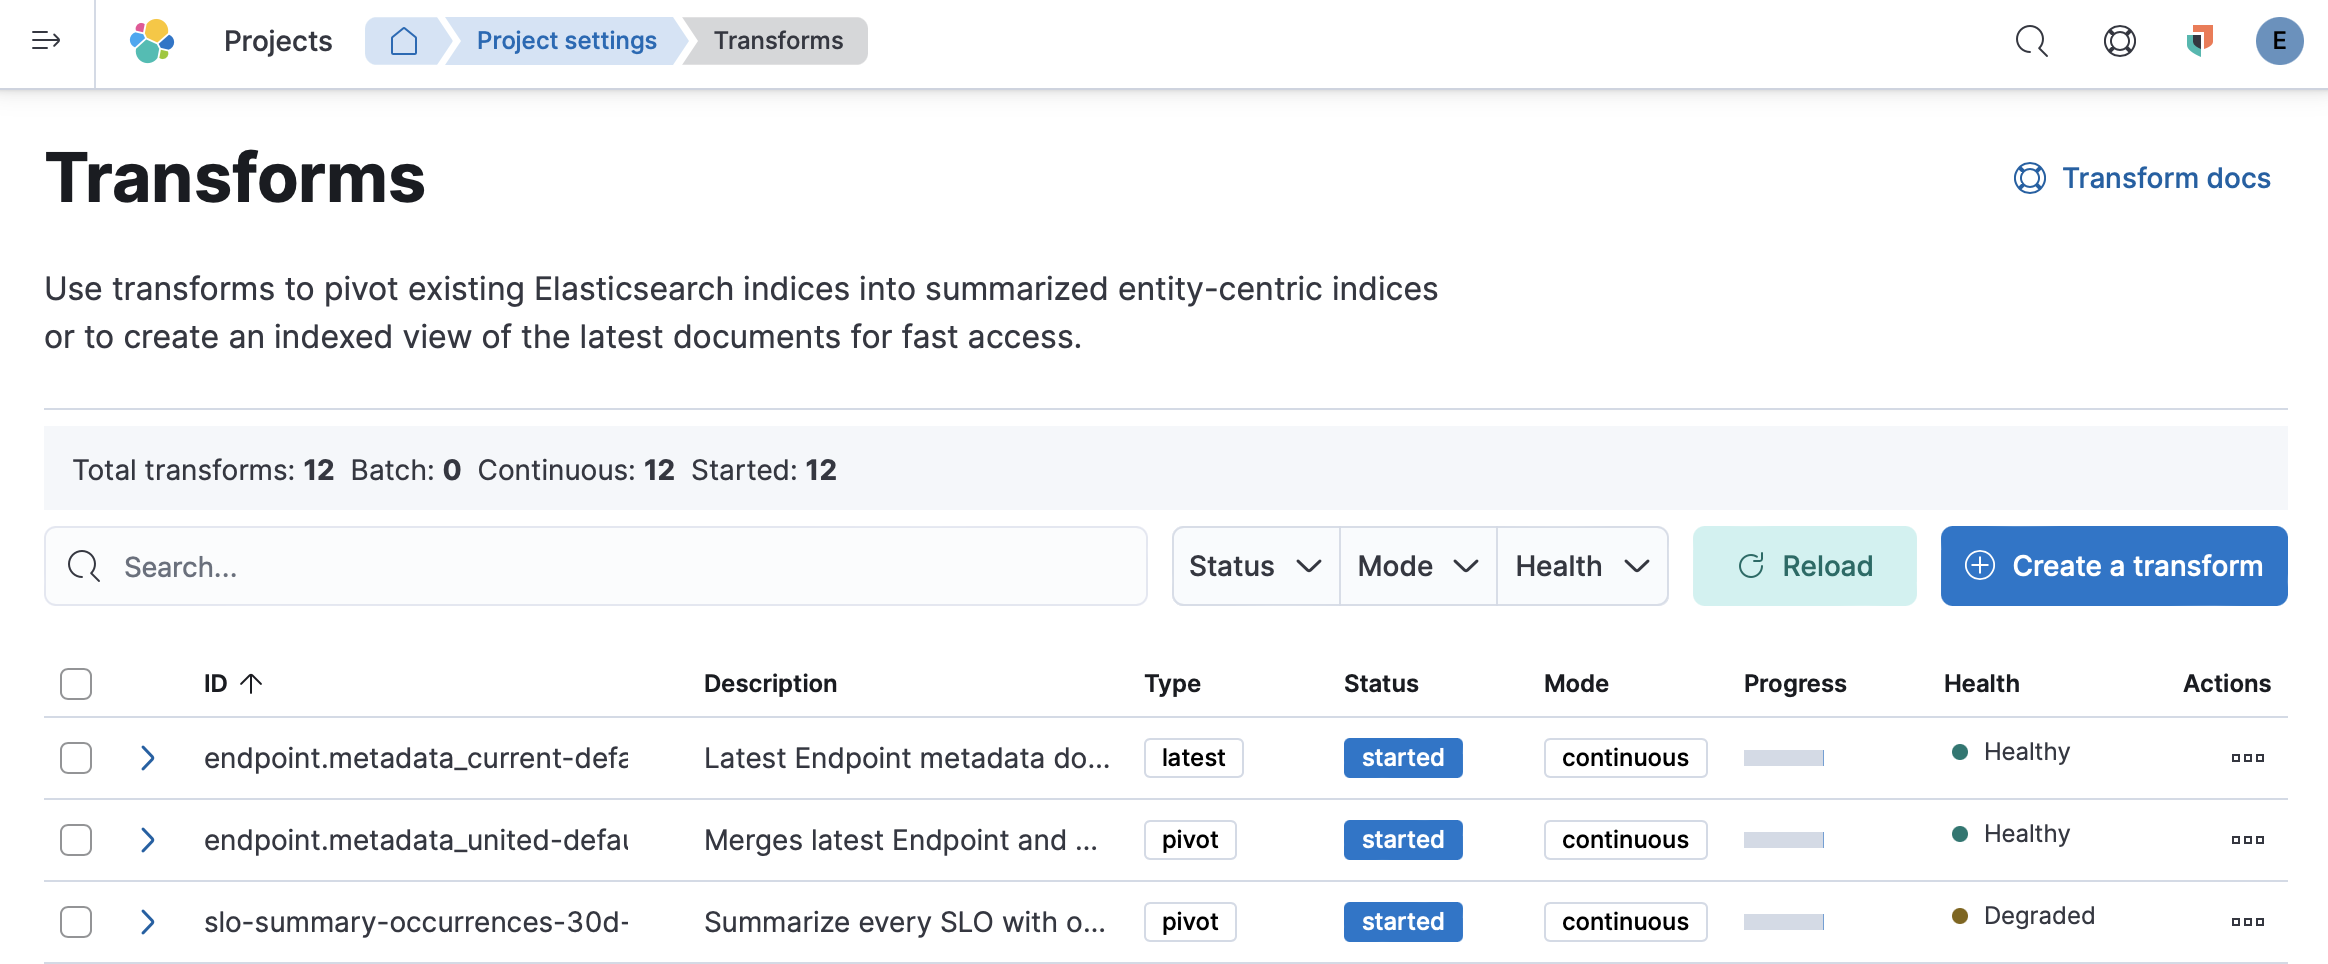 Projects Project settings Transforms E
Transforms
Transform docs
Use transforms to pivot existing Elasticsearch indices into summarized entity-centric indices
or to create an indexed view of the latest documents for fast access.
Total transforms: 12 Batch: 0 Continuous: 12 Started: 12
Search... Status Mode Health Reload Create a transform
ID Description Type Status Mode Progress Health Actions
endpoint.metadata_current-defa Latest Endpoint metadata do... latest started continuous Healthy
endpoint.metadata_united-defau Merges latest Endpoint and ... pivot started continuous Healthy
slo-summary-occurrences-30d- Summarize every SLO with o... pivot started continuous Degraded